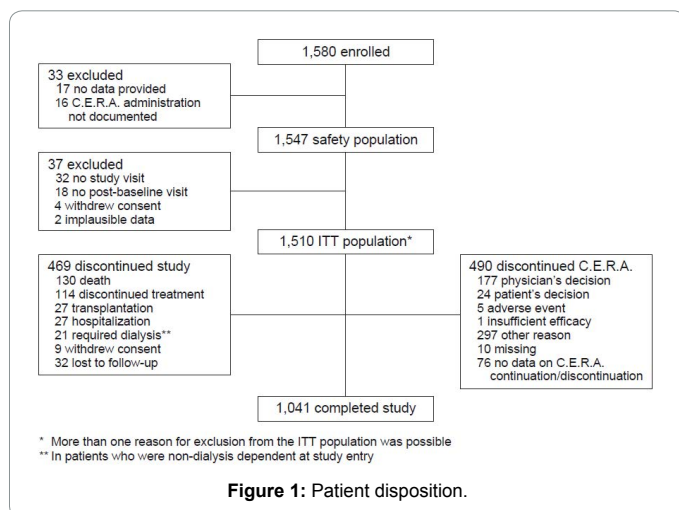 1,580 enrolled
33 excluded
17 no data provided
16 C.E.R.A. administration
not documented
1,547 safety population
37 excluded
32 no study visit
18 no post-baseline visit
4 withdrew consent
2 implausible data
1,510 ITT population*
469 discontinued study
130 death
114 discontinued treatment
27 transplantation
27 hospitalization
21 required dialysis**
9 withdrew consent
32 lost to follow-up
490 discontinued C.E.R.A.
177 physician's decision
24 patient's decision
5 adverse event
1 insufficient efficacy
297 other reason
10 missing
76 no data on C.E.R.A.
continuation/discontinuation
1,041 completed study
* More than one reason for exclusion from the ITT population was possible
** In patients who were non-dialysis dependent at study entry
Figure 1: Patient disposition.